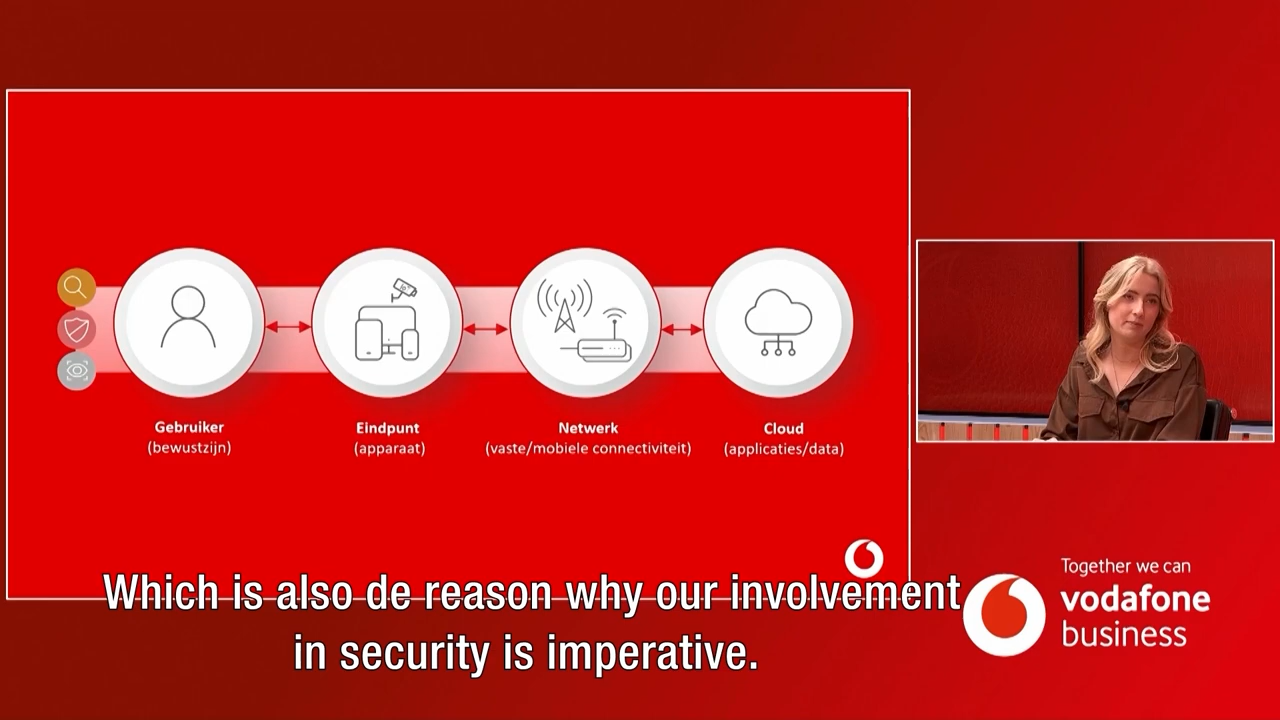 Gebruiker
(bewustzijn)
Eindpunt
(apparaat)
Netwerk
(vaste/mobiele connectiviteit)
Cloud
(applicaties/data)
Which is also de reason why our involvement
in security is imperative.
Together we can
vodafone
business